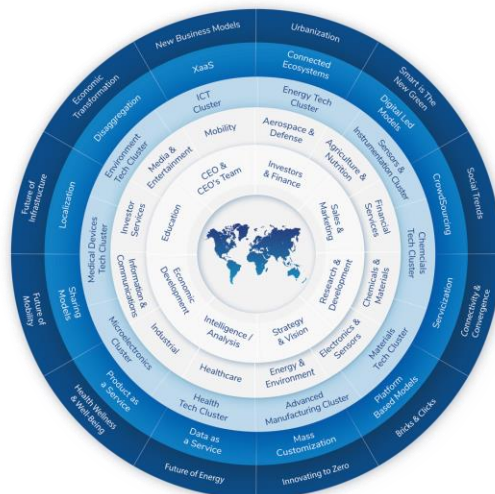 New Business Models
Urbanization
Smart is The
New Green
Social Trends
Connectivity &
Convergence
Bricks & Clicks
Innovating to Zero
Future of Energy
Health Wellness
& Well-Being
Future of
Mobility
Future of
Infrastructure
Economic
Transformation
XaaS
Connected
Ecosystems
Digital Led
Models
CrowdSourcing
Servicization
Platform
Based Models
Mass
Customization
Data as
a Service
Product as
a Service
Sharing
Models
Localization
Disaggregation
ICT
Cluster
Energy Tech
Cluster
Sensors &
Instrumentation Cluster
Chemcials
Tech Cluster
Materials
Tech Cluster
Advanced
Manufacturing Cluster
Health
Tech Cluster
Microelectronics
Cluster
Medical Devices
Tech Cluster
Environment
Tech Cluster
Mobility
Aerospace &
Defense
Agriculture &
Nutrition
Financial
Services
Chemicals &
Materials
Electronics &
Sensors
Energy &
Environment
Healthcare
Industrial
Information &
Communications
Investor
Services
Media &
Entertainment
CEO &
CEO's Team
Investors
& Finance
Sales &
Marketing
Research &
Development
Strategy
& Vision
Intelligence /
Analysis
Economic
Development
Education